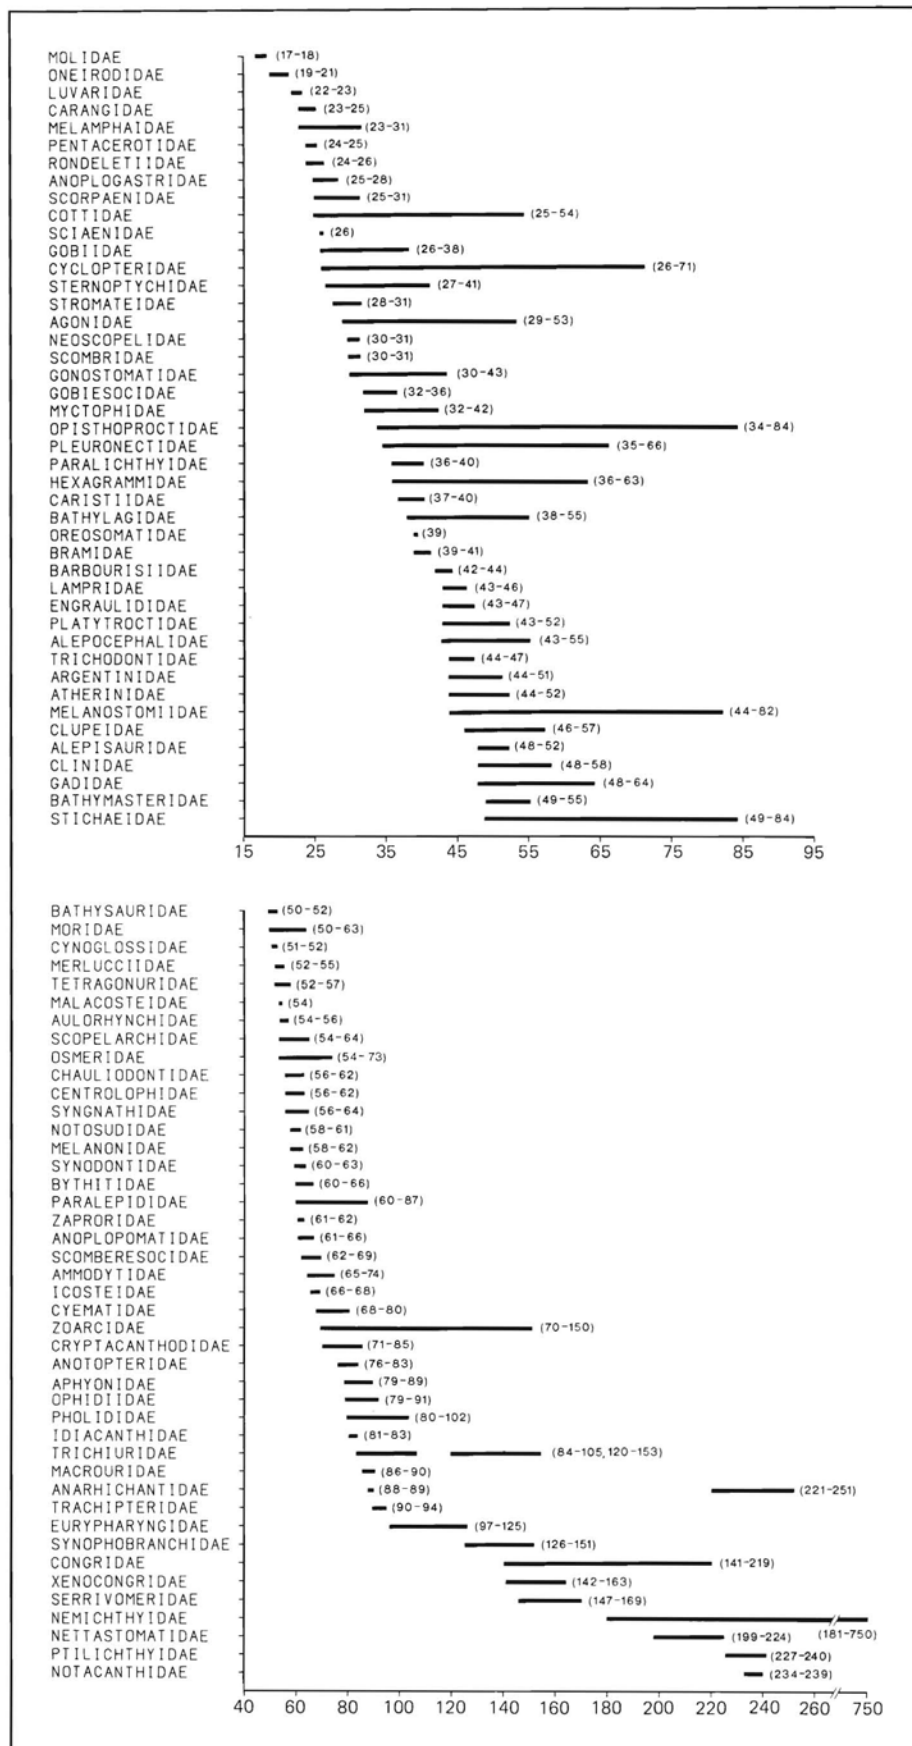 MOLIDAE (17-18)
ONEIRODIDAE (19-21)
LUVARIDAE (22-23)
CARANGIDAE (23-25)
MELAMPHAIDAE (23-31)
PENTACEROTIDAE (24-25)
RONDELETIIDAE (24-26)
ANOPLOGASTRIDAE (25-28)
SCORPAENIDAE (25-31)
COTTIDAE (25-54)
SCIAENIDAE (26)
GOBIIDAE (26-38)
CYCLOPTERIDAE (26-71)
STERNOPTYCHIDAE (27-41)
STROMATEIDAE (28-31)
AGONIDAE (29-53)
NEOSCOPELIDAE (30-31)
SCOMBRIDAE (30-31)
GONOSTOMATIDAE (30-43)
GOBIESOCIDAE (32-36)
MYCTOPHIDAE (32-42)
OPISTHOPROCTIDAE (34-84)
PLEURONECTIDAE (35-66)
PARALICHTHYIDAE (36-40)
HEXAGRAMMIDAE (36-63)
CARISTIIDAE (37-40)
BATHYLAGIDAE (38-55)
OREOSOMATIDAE (39)
BRAMIDAE (39-41)
BARBOURISIIDAE (42-44)
LAMPRIDAE (43-46)
ENGRAULIDIDAE (43-47)
PLATYTROCTIDAE (43-52)
ALEPOCEPHALIDAE (43-55)
TRICHODONTIDAE (44-47)
ARGENTINIDAE (44-51)
ATHERINIDAE (44-52)
MELANOSTOMIIDAE (44-82)
CLUPEIDAE (46-57)
ALEPISAURIDAE (48-52)
CLINIDAE (48-58)
GADIDAE (48-64)
BATHYMASTERIDAE (49-55)
STICHAEIDAE (49-84)
15 25 35 45 55 65 75 85 95
BATHYSAURIDAE (50-52)
MORIDAE (50-63)
CYNOGLOSSIDAE (51-52)
MERLUCCIIDAE (52-55)
TETRAGONURIDAE (52-57)
MALACOSTEIDAE (54)
AULORHYNCHIDAE (54-56)
SCOPELARCHIDAE (54-64)
OSMERIDAE (54-73)
CHAULIODONTIDAE (56-62)
CENTROLOPHIDAE (56-62)
SYNGNATHIDAE (56-64)
NOTOSUDIDAE (58-61)
MELANONIDAE (58-62)
SYNODONTIDAE (60-63)
BYTHITIDAE (60-66)
PARALEPIDIDAE (60-87)
ZAPRORIDAE (61-62)
ANOPLOPOMATIDAE (61-66)
SCOMBERESOCIDAE (62-69)
AMMODYTIDAE (65-74)
ICOSTEIDAE (66-68)
CYEMATIDAE (68-80)
ZOARCIDAE (70-150)
CRYPTACANTHODIDAE (71-85)
ANOTOPTERIDAE (76-83)
APHYONIDAE (79-89)
OPHIDIIDAE (79-91)
PHOLIDIDAE (80-102)
IDIACANTHIDAE (81-83)
TRICHIURIDAE (84-105,120-153)
MACROURIDAE (86-90)
ANARHICHANTIDAE (88-89) (221-251)
TRACHIPTERIDAE (90-94)
EURYPHARYNGIDAE (97-125)
SYNOPHOBRANCHIDAE (126-151)
CONGRIDAE (141-219)
XENOCONGRIDAE (142-163)
SERRIVOMERIDAE (147-169)
NEMICHTHYIDAE (181-750)
NETTASTOMATIDAE (199-224)
PTILICHTHYIDAE (227-240)
NOTACANTHIDAE (234-239)
40 60 80 100 120 140 160 180 200 220 240 260 750